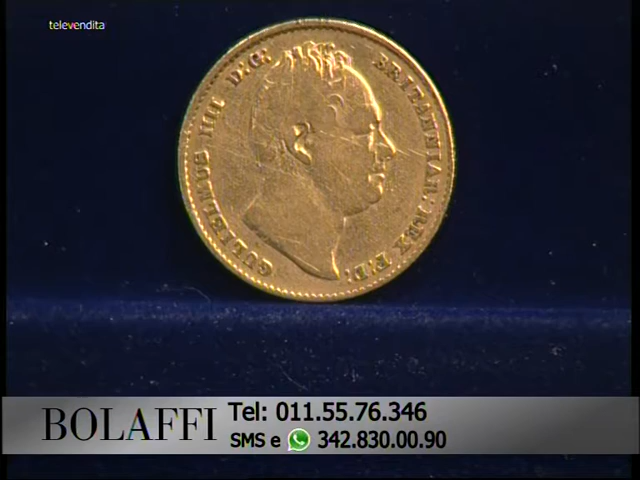 televendita
GULIELMUS IIII D:G: BRITANNIAR: REX F:D:
BOLAFFI
Tel: 011.55.76.346
SMS e 342.830.00.90